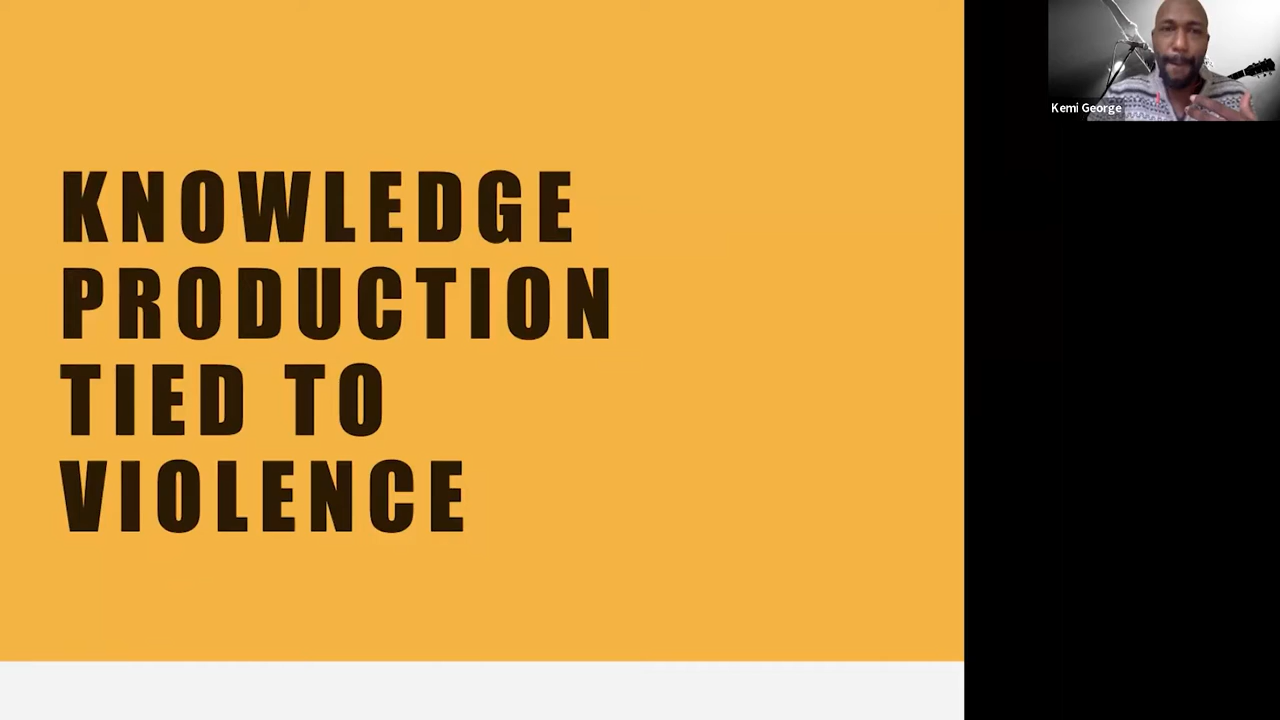 KNOWLEDGE
PRODUCTION
TIED TO
VIOLENCE
Kemi George